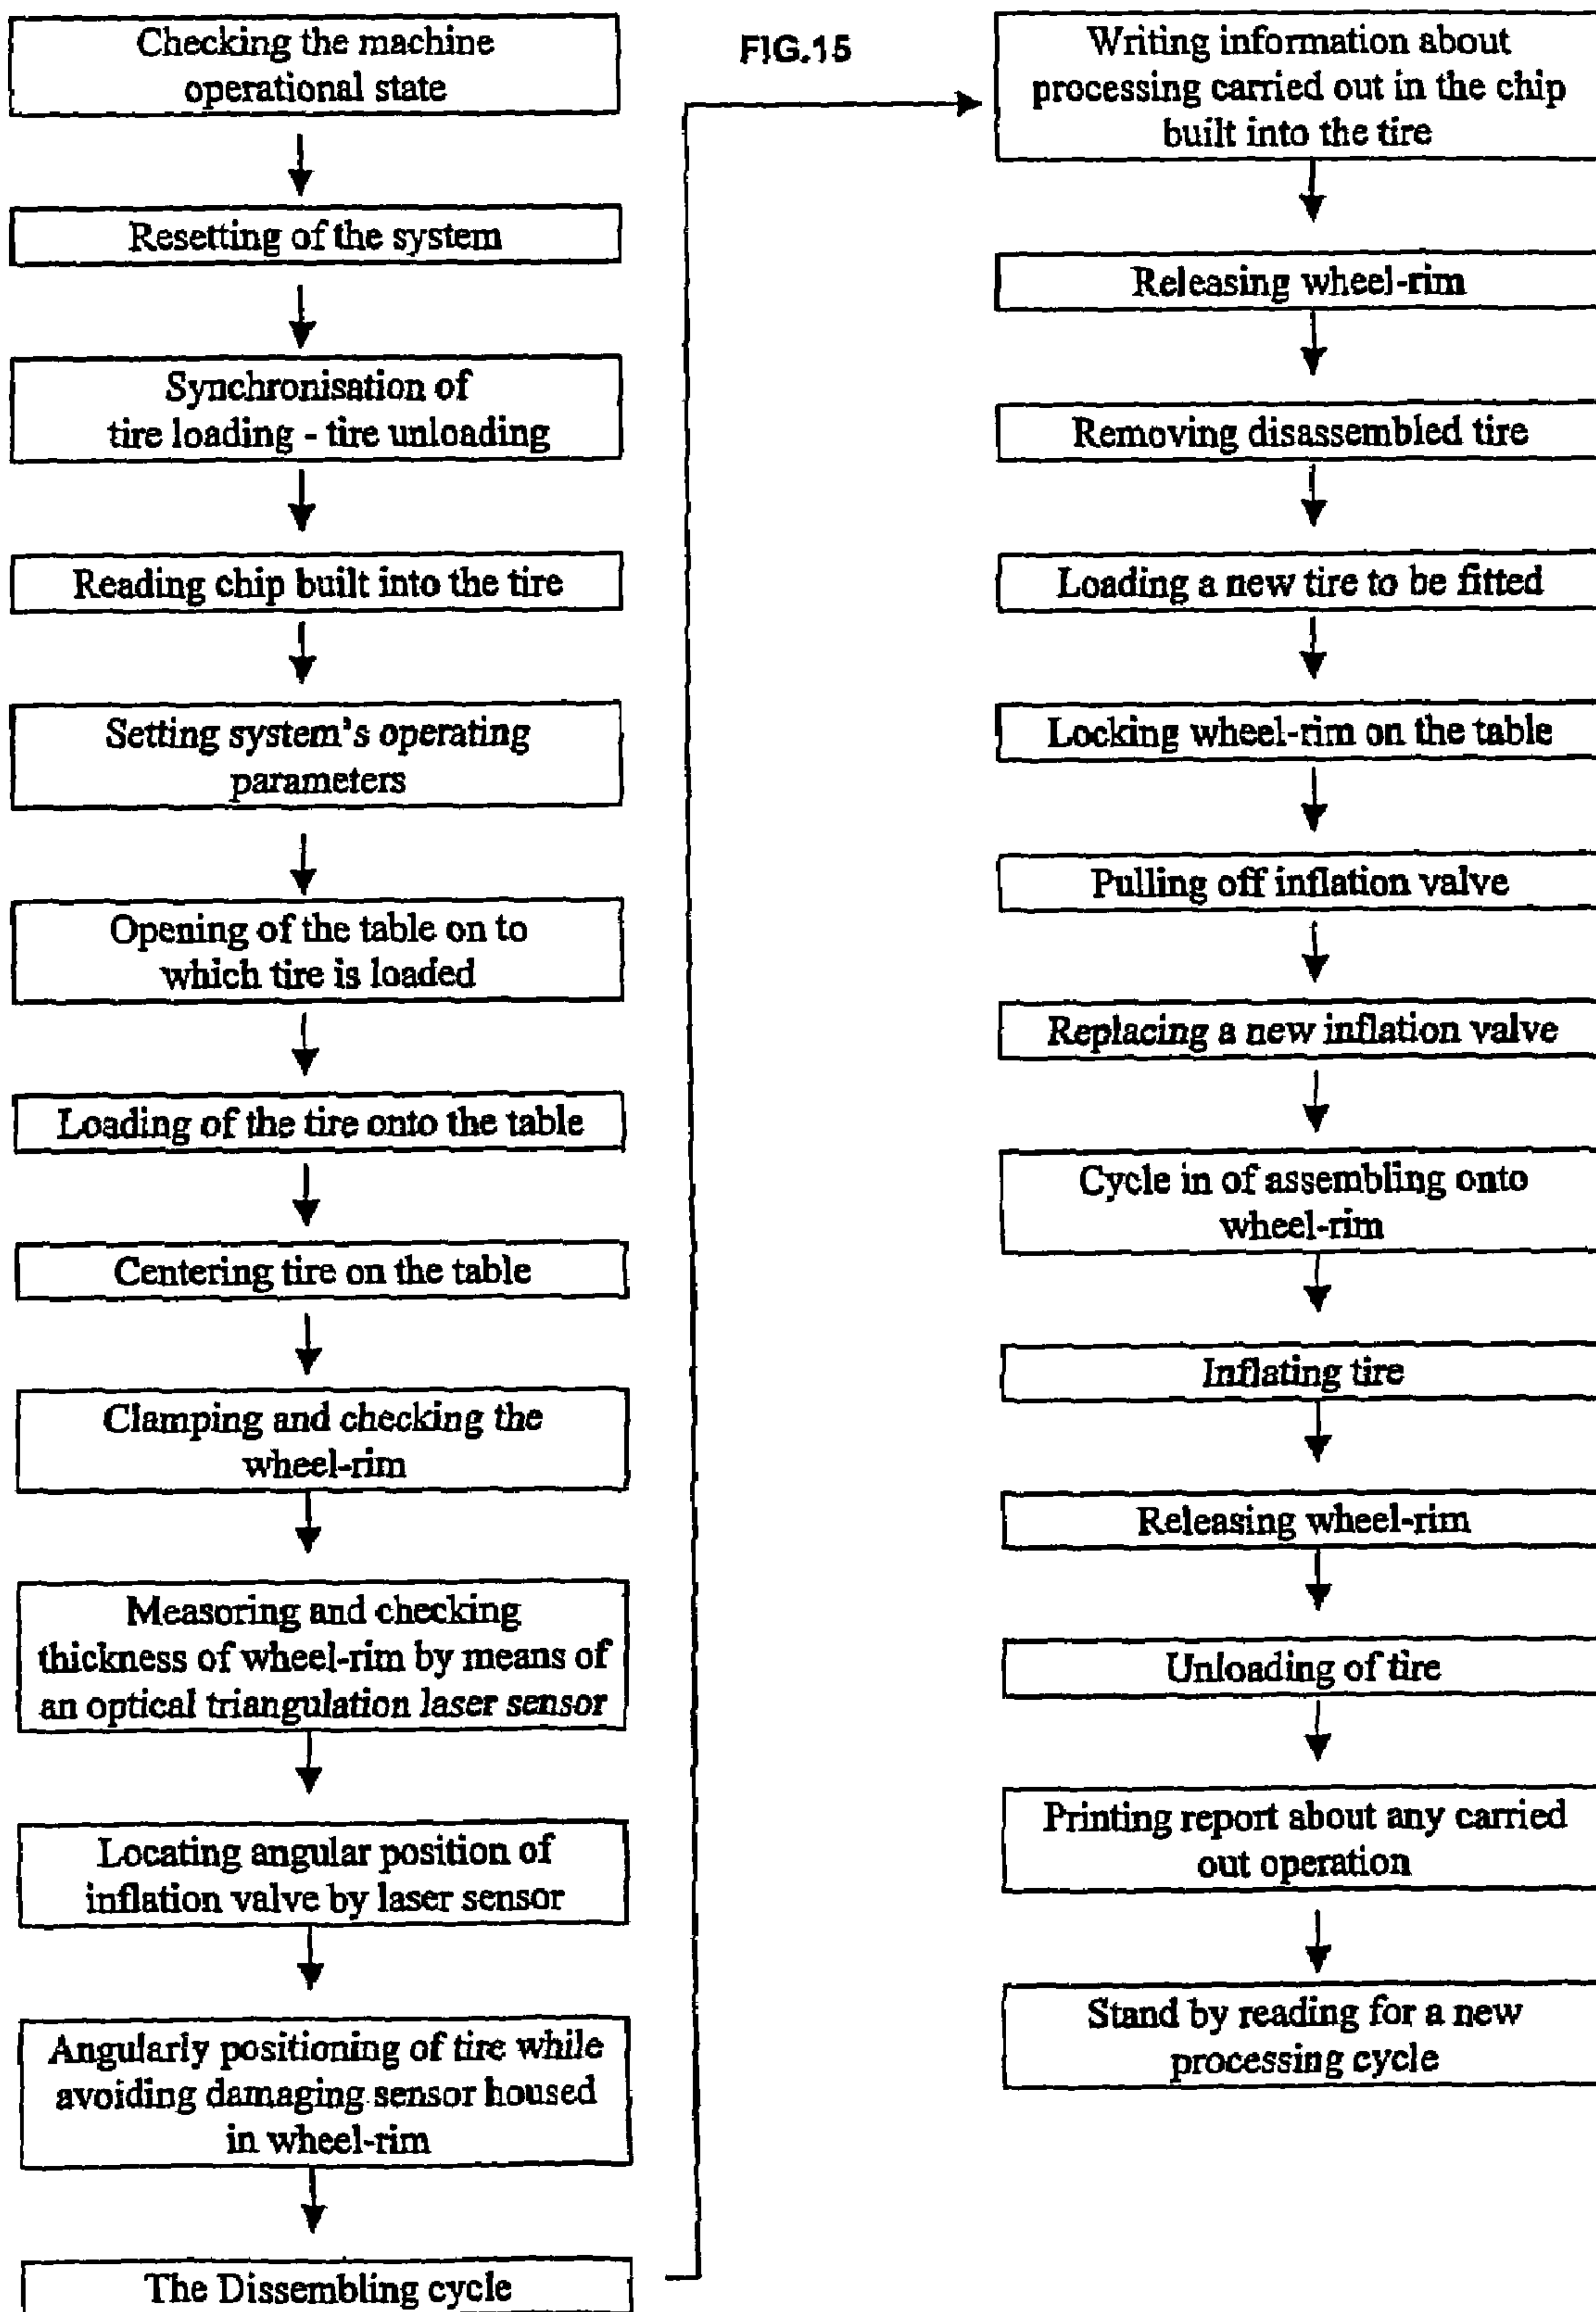 Checking the machine
operational state
Resetting of the system
Synchronisation of
tire loading - tire unloading
Reading chip built into the tire
Setting system's operating
parameters
Opening of the table on to
which tire is loaded
Loading of the tire onto the table
Centering tire on the table
Clamping and checking the
wheel-rim
Measoring and checking
thickness of wheel-rim by means of
an optical triangulation laser sensor
Locating angular position of
inflation valve by laser sensor
Angularly positioning of tire while
avoiding damaging sensor housed
in wheel-rim
The Dissembling cycle
FIG.15
Writing information about
processing carried out in the chip
built into the tire
Releasing wheel-rim
Removing disassembled tire
Loading a new tire to be fitted
Locking wheel-rim on the table
Pulling off inflation valve
Replacing a new inflation valve
Cycle in of assembling onto
wheel-rim
Inflating tire
Releasing wheel-rim
Unloading of tire
Printing report about any carried
out operation
Stand by reading for a new
processing cycle